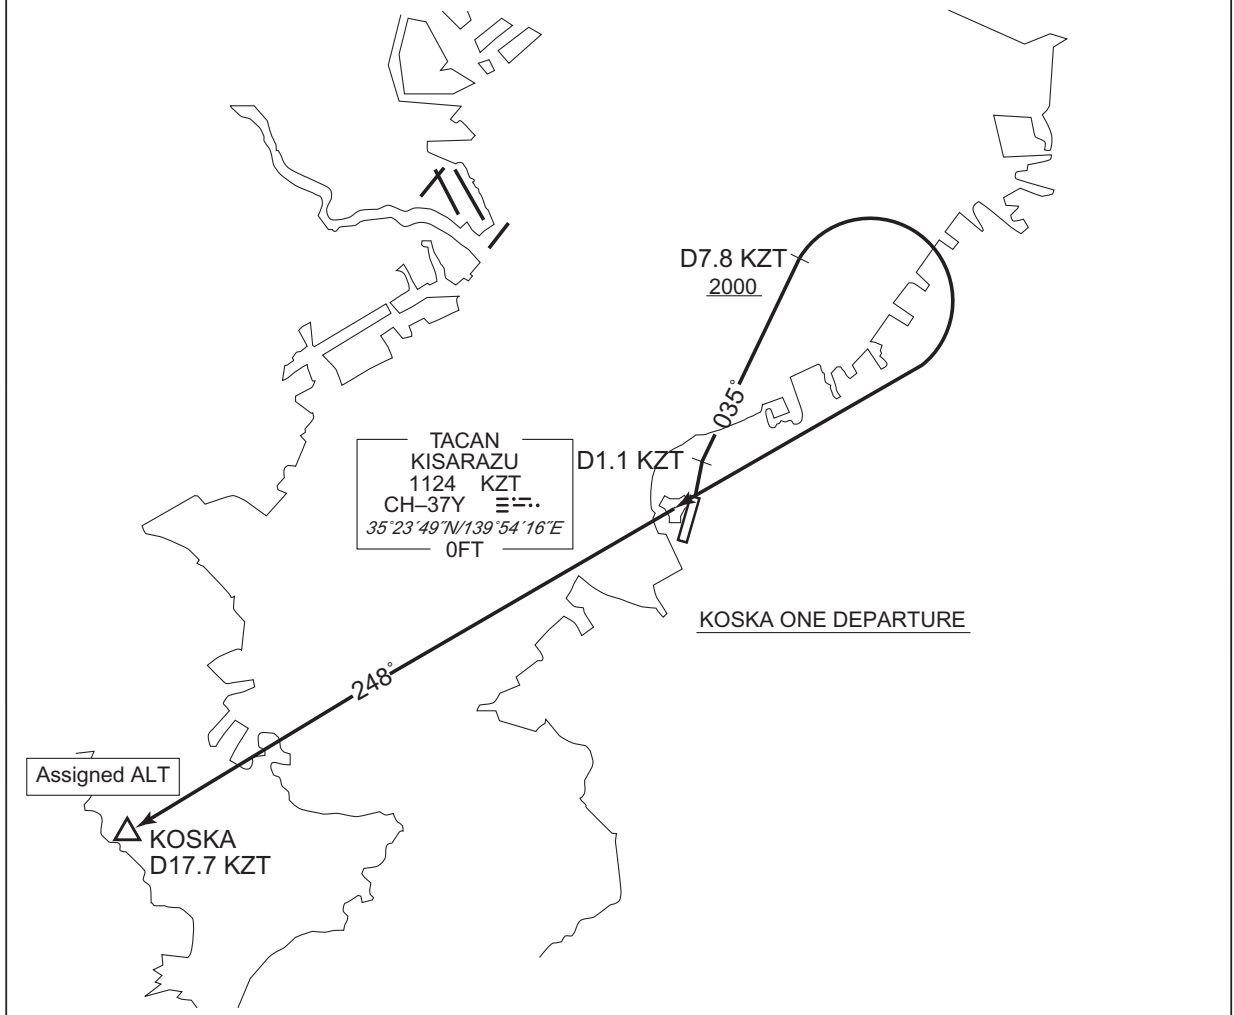 D7.8 KZT
2000
035°
TACAN
KISARAZU
1124 KZT
CH–37Y
35°23′49″N/139°54′16″E
0FT
D1.1 KZT
KOSKA ONE DEPARTURE
248°
Assigned ALT
KOSKA
D17.7 KZT